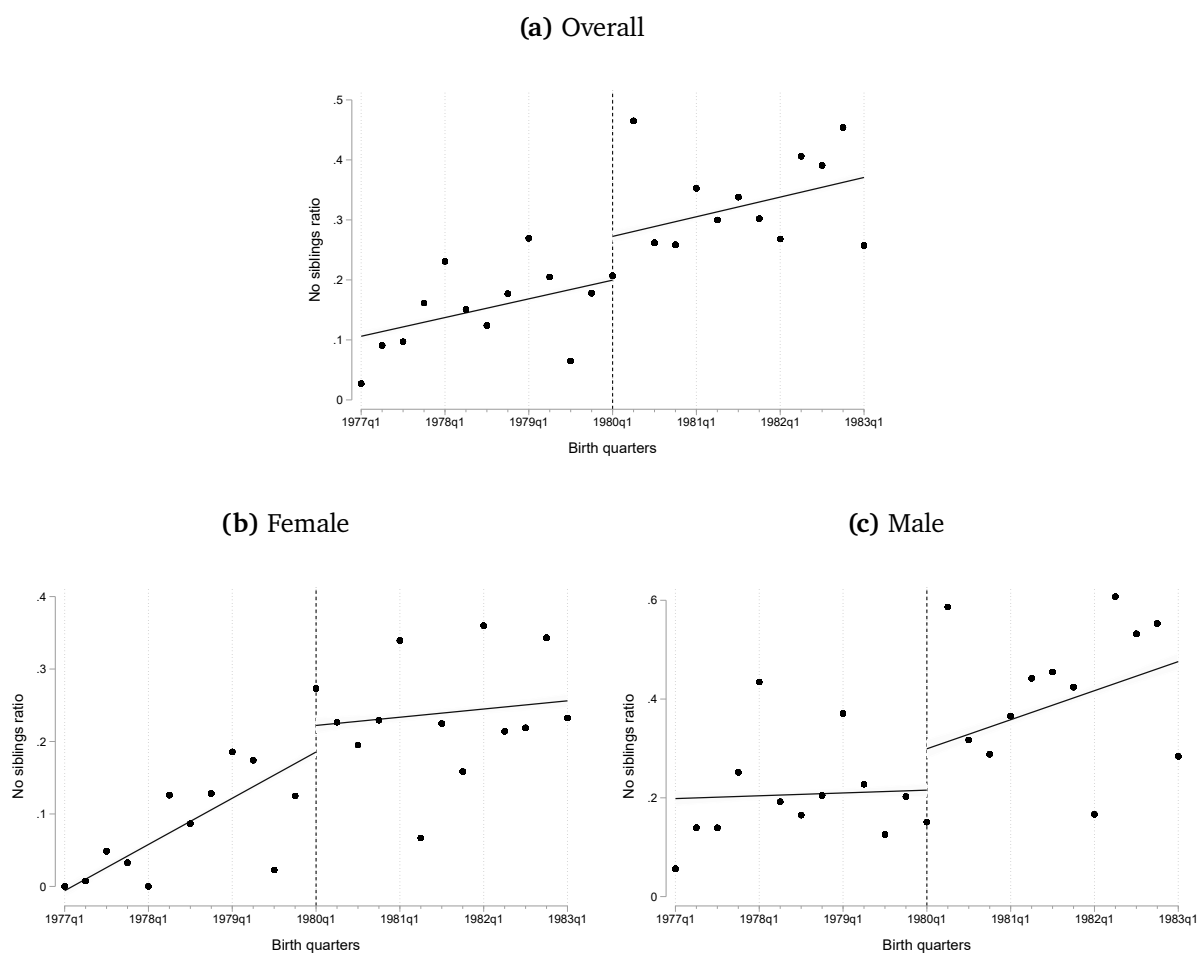 (a) Overall
.5
.4
.3
.2
.1
0
No siblings ratio
1977q1 1978q1 1979q1 1980q1 1981q1 1982q1 1983q1
Birth quarters
(b) Female
.4
.3
.2
.1
0
No siblings ratio
1977q1 1978q1 1979q1 1980q1 1981q1 1982q1 1983q1
Birth quarters
(c) Male
.6
.4
.2
0
No siblings ratio
1977q1 1978q1 1979q1 1980q1 1981q1 1982q1 1983q1
Birth quarters